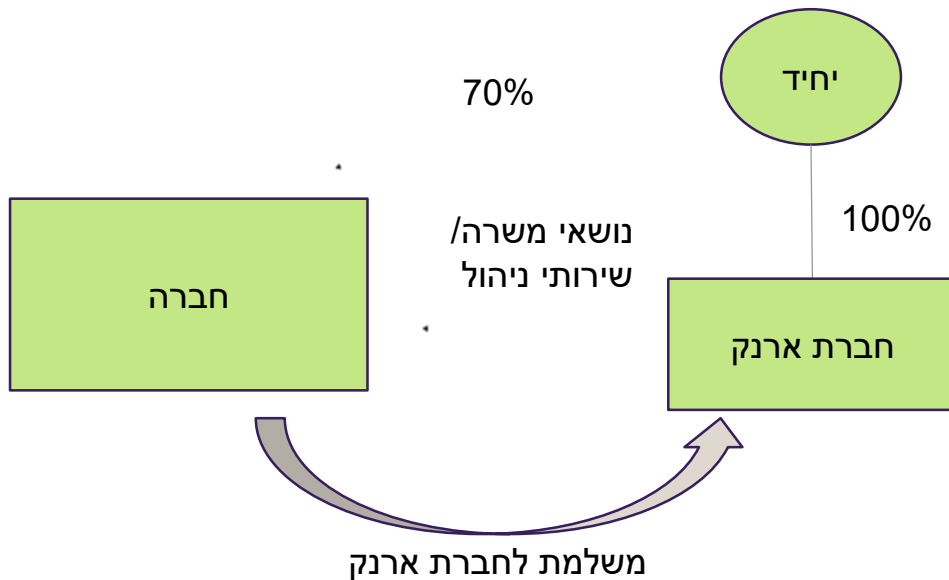 יחיד
70%
100%
נושאי משרה/
שירותי ניהול
חברה
חברת ארנק
משלמת לחברת ארנק